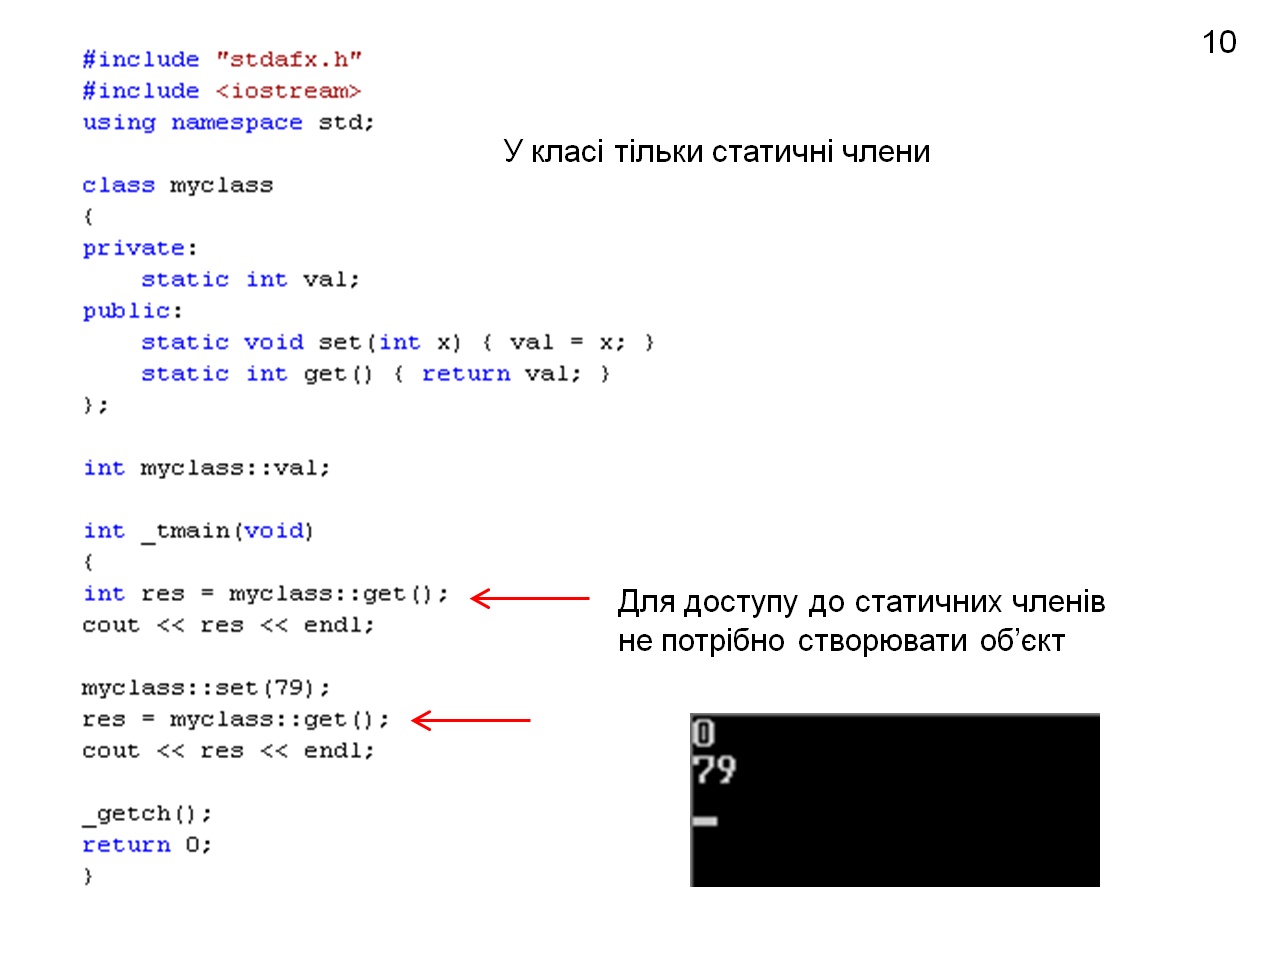 10
#include "stdafx.h"
#include <iostream>
using namespace std;
У класі тільки статичні члени
class myclass
{
private:
    static int val;
public:
    static void set(int x) { val = x; }
    static int get() { return val; }
};
int myclass::val;
int _tmain(void)
{
int res = myclass::get();
cout << res << endl;
Для доступу до статичних членів
не потрібно створювати об’єкт
myclass::set(79);
res = myclass::get();
cout << res << endl;
_getch();
return 0;
}
0
79